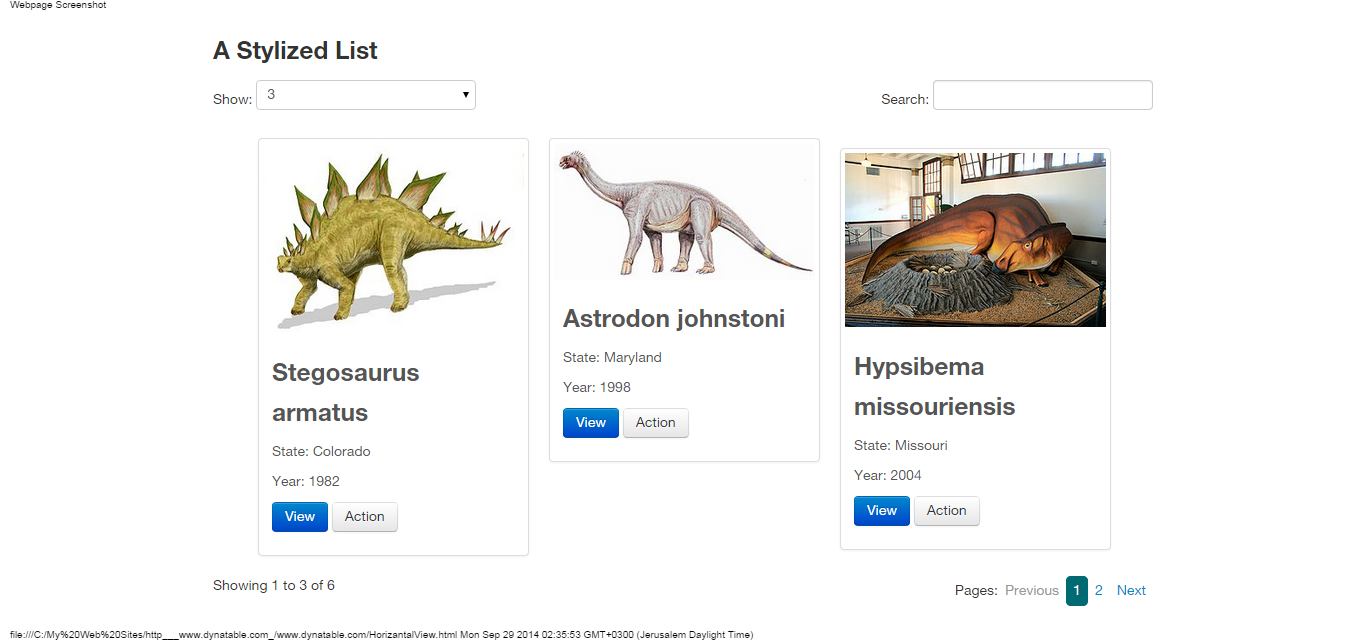 Webpage Screenshot
A Stylized List
Show: 3
Search:
Stegosaurus
armatus
State: Colorado
Year: 1982
View Action
Astrodon johnstoni
State: Maryland
Year: 1998
View Action
Hypsibema
missouriensis
State: Missouri
Year: 2004
View Action
Showing 1 to 3 of 6
Pages: Previous 1 2 Next
file:///C:/My%20Web%20Sites/http___www.dynatable.com_/www.dynatable.com/HorizantalView.html Mon Sep 29 2014 02:35:53 GMT+0300 (Jerusalem Daylight Time)